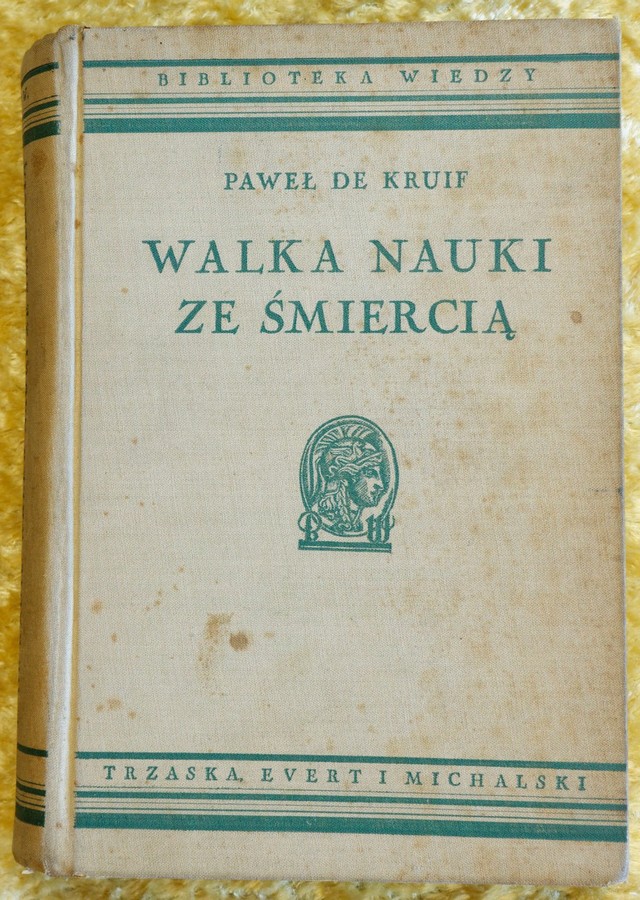 BIBLIOTEKA WIEDZY
PAWEŁ DE KRUIF
WALKA NAUKI
ZE ŚMIERCIĄ
B W
TRZASKA, EVERT I MICHALSKI